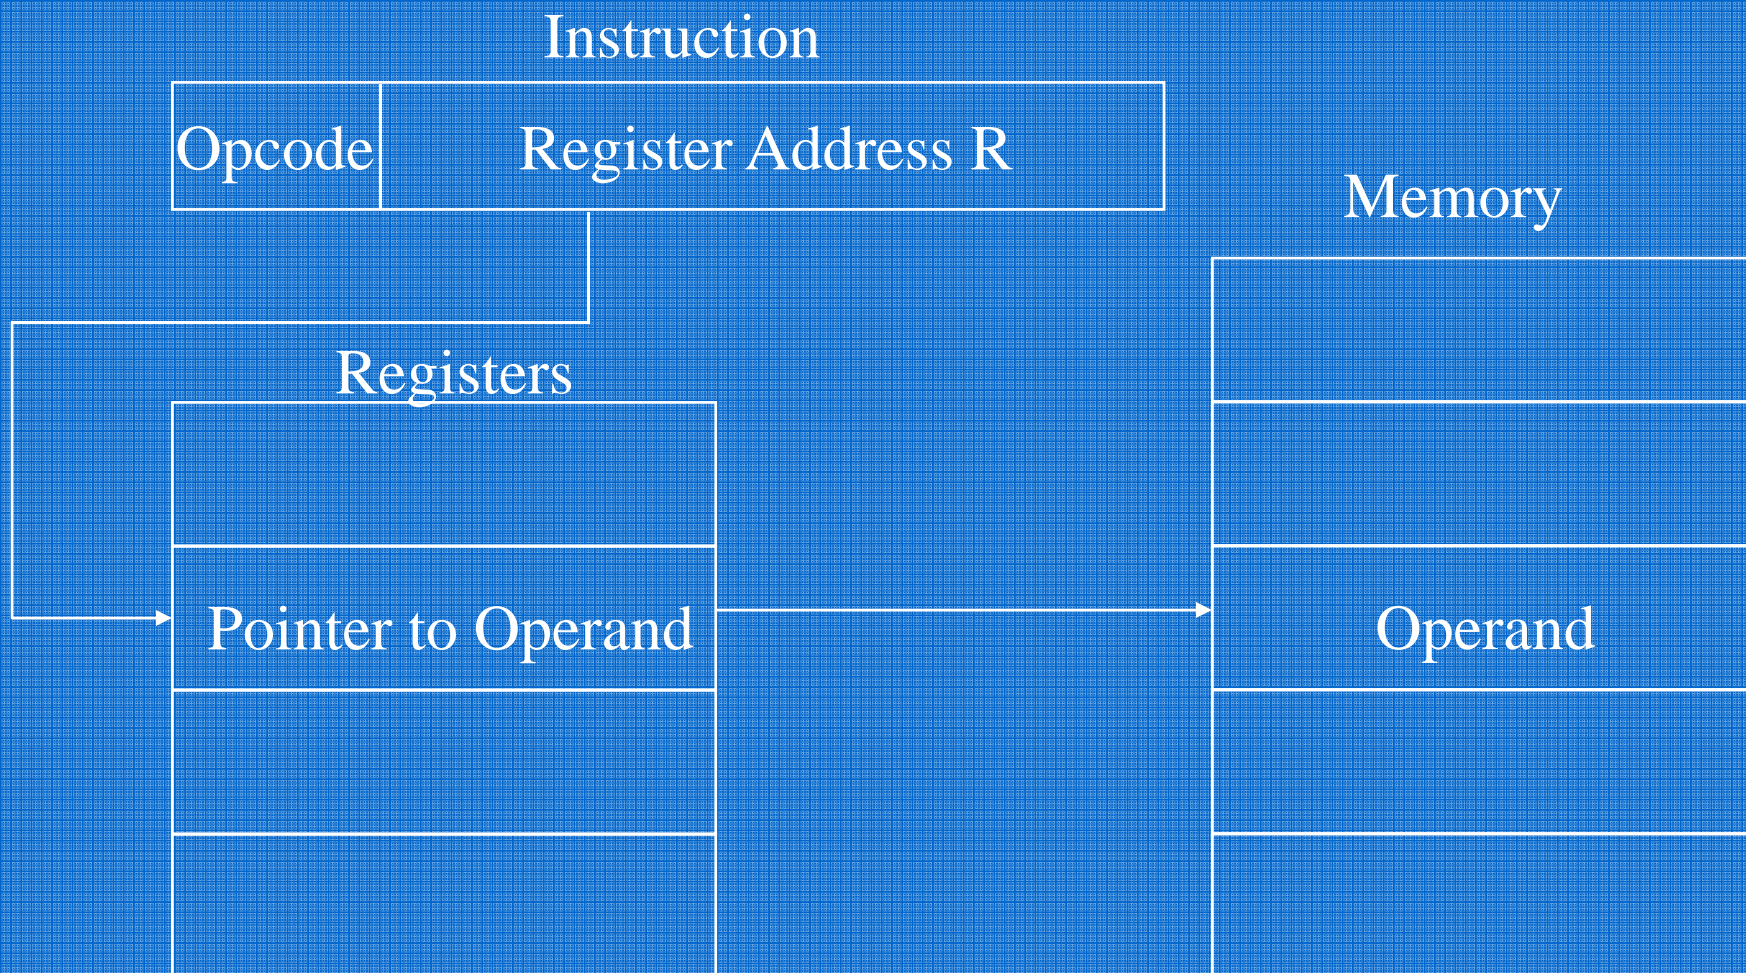 Instruction
Opcode
Register Address R
Memory
Registers
Pointer to Operand
Operand